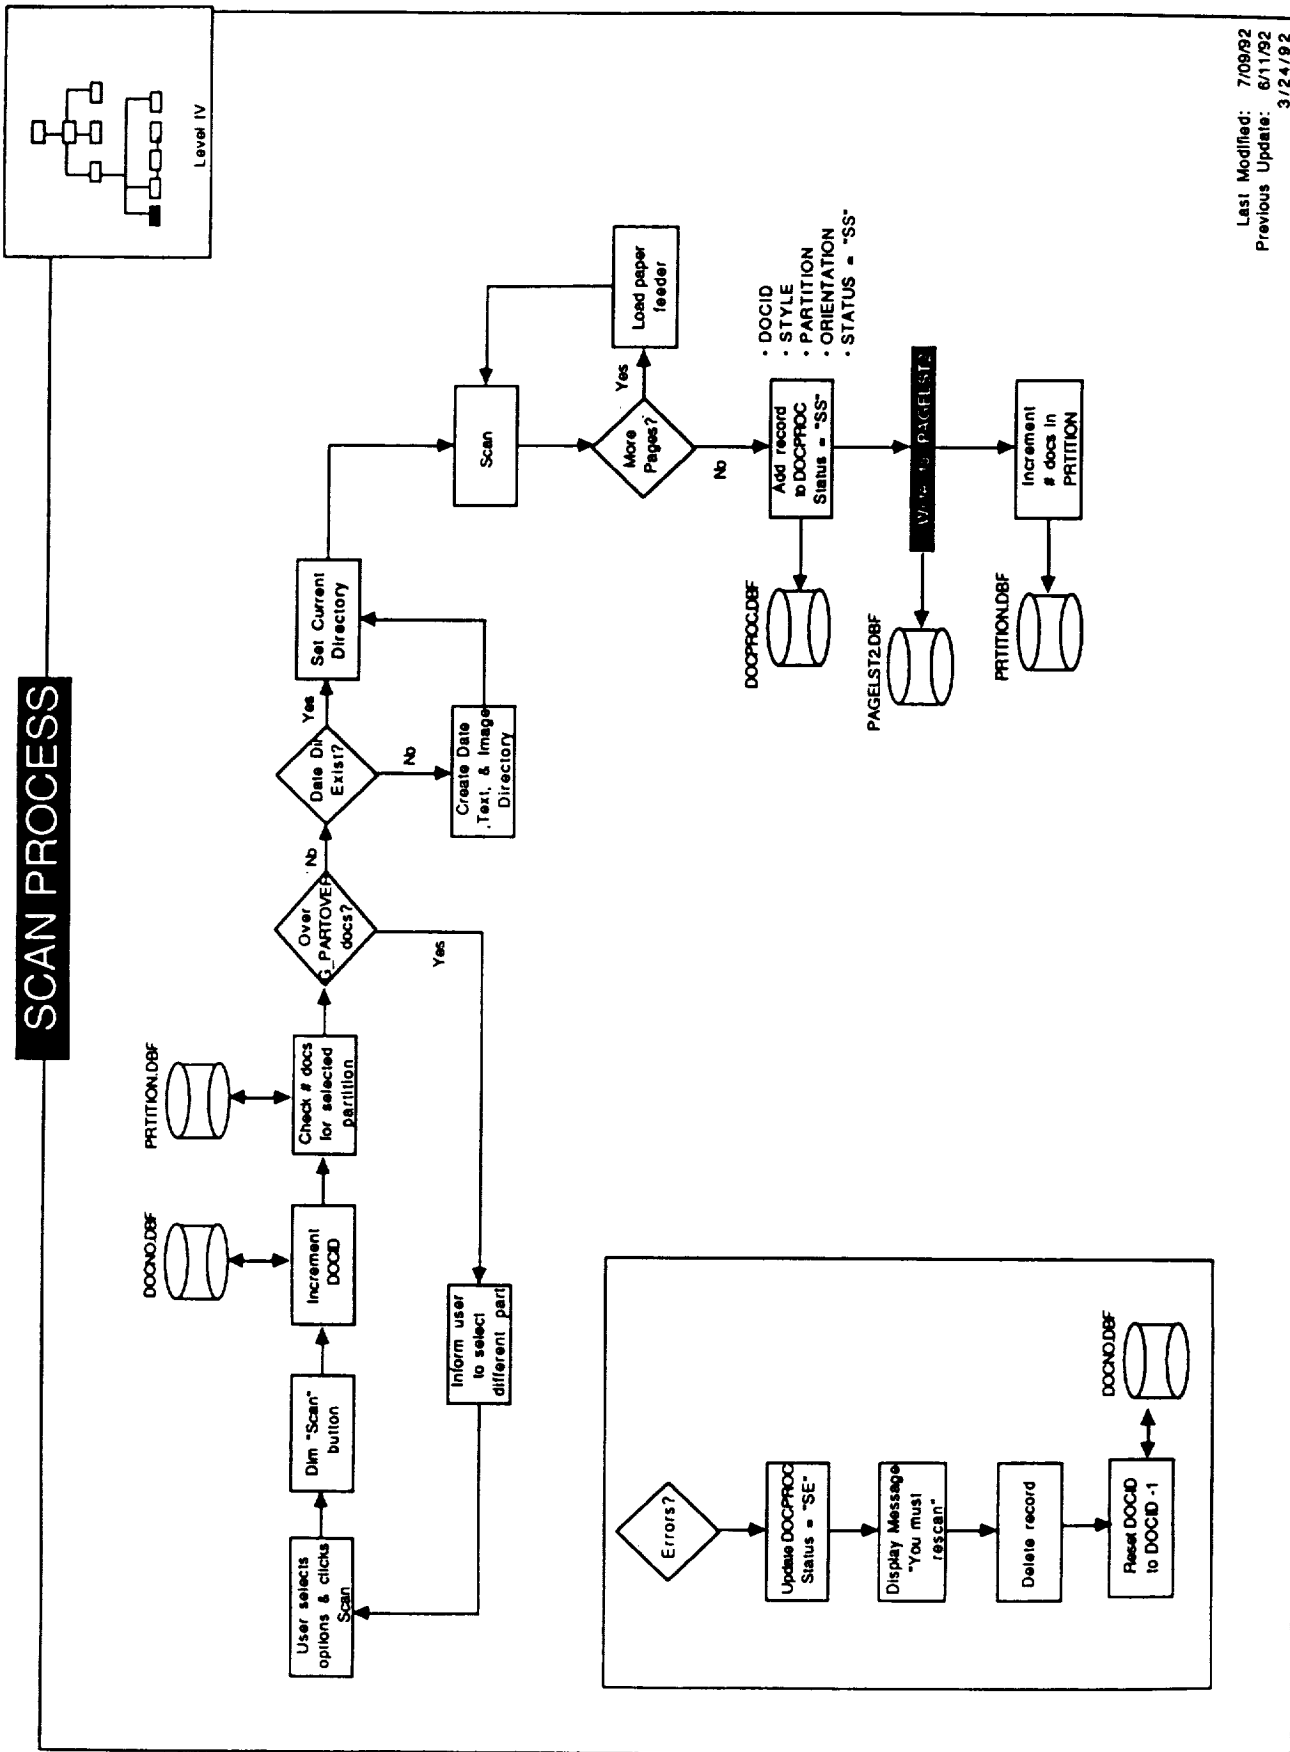 SCAN PROCESS
Level IV
DOCNO.DBF
PRTITION.DBF
User selects
options & clicks
Scan
Dim "Scan"
button
Increment
DOCID
Check # docs
for selected
partition
Over
G_PARTOVER
docs?
No
Yes
Date Dir
Exist?
Yes
No
Set Current
Directory
Create Date
,Text, & Image
Directory
Inform user
to select
different part
Scan
More
Pages?
Yes
No
Load paper
feeder
Add record
to DOCPROC
Status = "SS"
· DOCID
· STYLE
· PARTITION
· ORIENTATION
· STATUS = "SS"
DOCPROC.DBF
PAGELST2.DBF
Increment
# docs in
PRTITION
PRTITION.DBF
Errors?
Update DOCPROC
Status = "SE"
Display Message
"You must
rescan"
Delete record
Reset DOCID
to DOCID -1
DOCNO.DBF
Last Modified: 7/09/92
Previous Update: 6/11/92
3/24/92